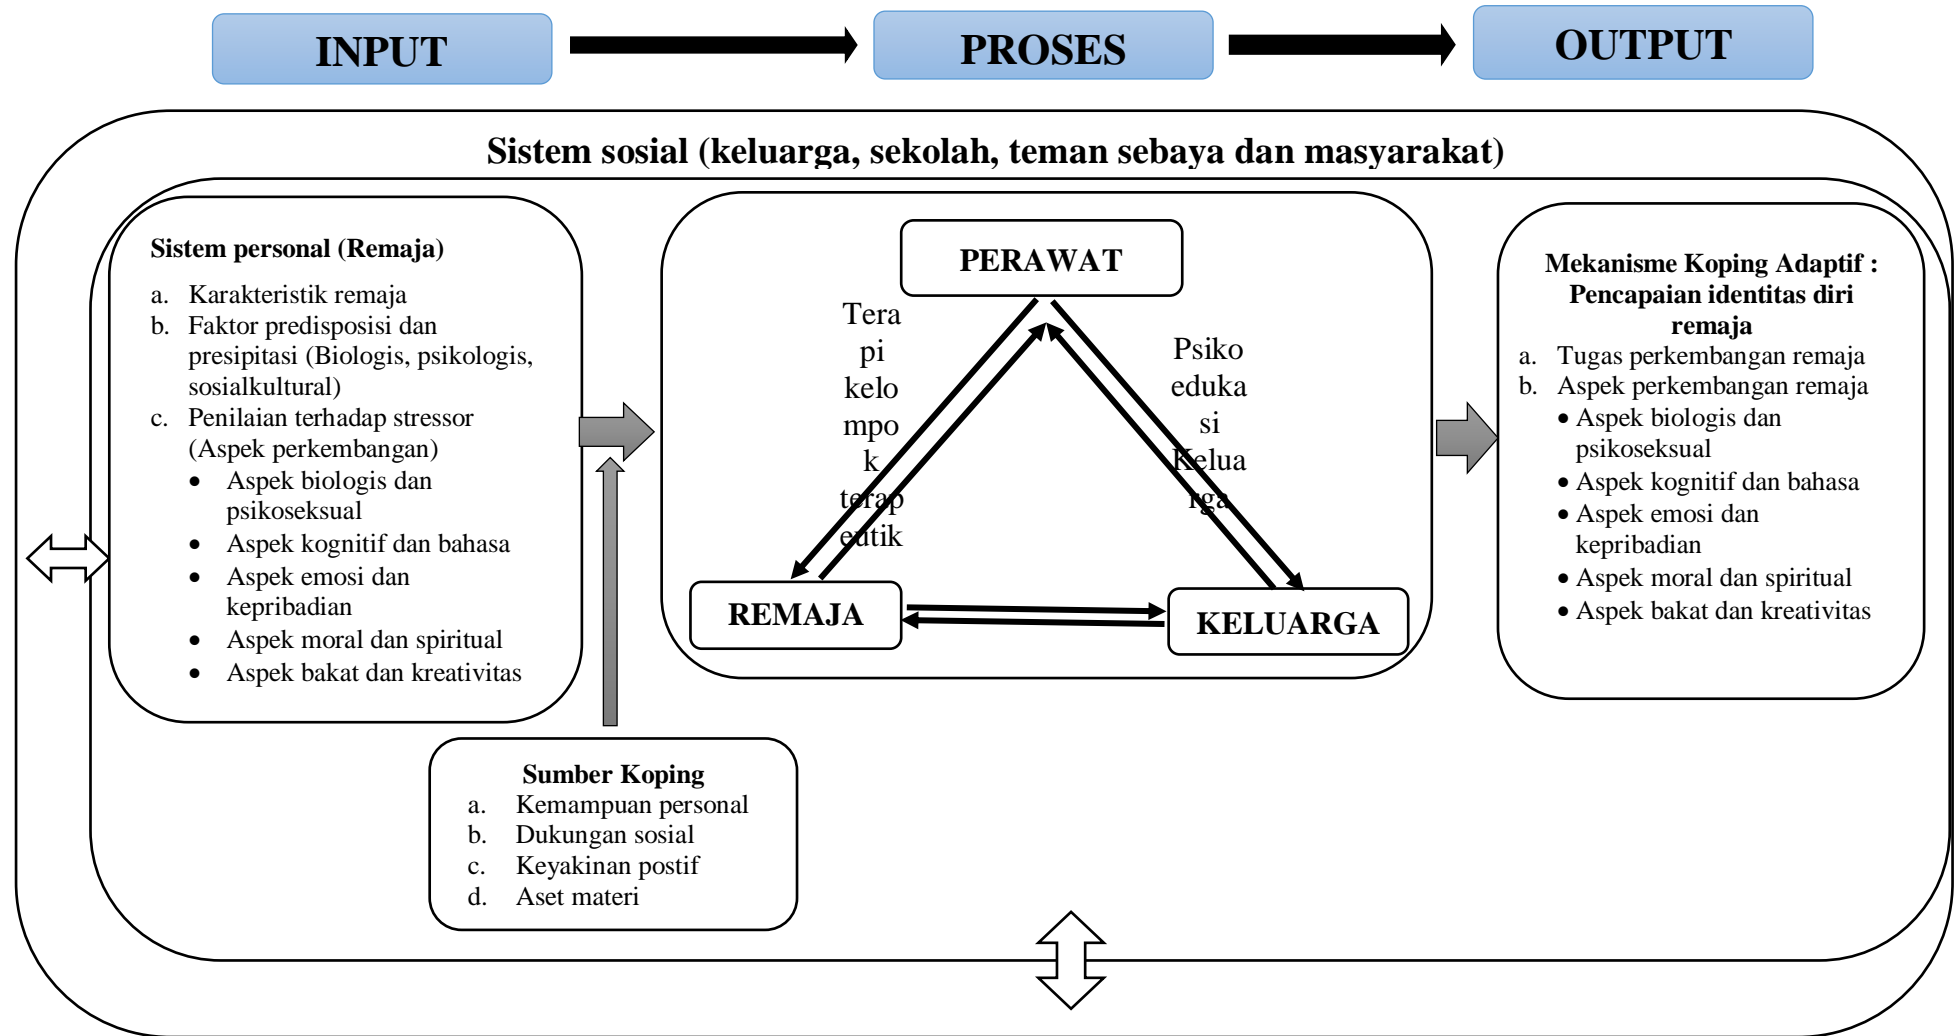 INPUT
PROSES
OUTPUT
Sistem sosial (keluarga, sekolah, teman sebaya dan masyarakat)
Sistem personal (Remaja)
a. Karakteristik remaja
b. Faktor predisposisi dan
presipitasi (Biologis, psikologis,
sosialkultural)
c. Penilaian terhadap stressor
(Aspek perkembangan)
• Aspek biologis dan
psikoseksual
• Aspek kognitif dan bahasa
• Aspek emosi dan
kepribadian
• Aspek moral dan spiritual
• Aspek bakat dan kreativitas
Sumber Koping
a. Kemampuan personal
b. Dukungan sosial
c. Keyakinan postif
d. Aset materi
PERAWAT
Tera
pi
kelo
mpo
k
terap
eutik
Psiko
eduka
si
Kelua
rga
REMAJA
KELUARGA
Mekanisme Koping Adaptif :
Pencapaian identitas diri
remaja
a. Tugas perkembangan remaja
b. Aspek perkembangan remaja
• Aspek biologis dan
psikoseksual
• Aspek kognitif dan bahasa
• Aspek emosi dan
kepribadian
• Aspek moral dan spiritual
• Aspek bakat dan kreativitas